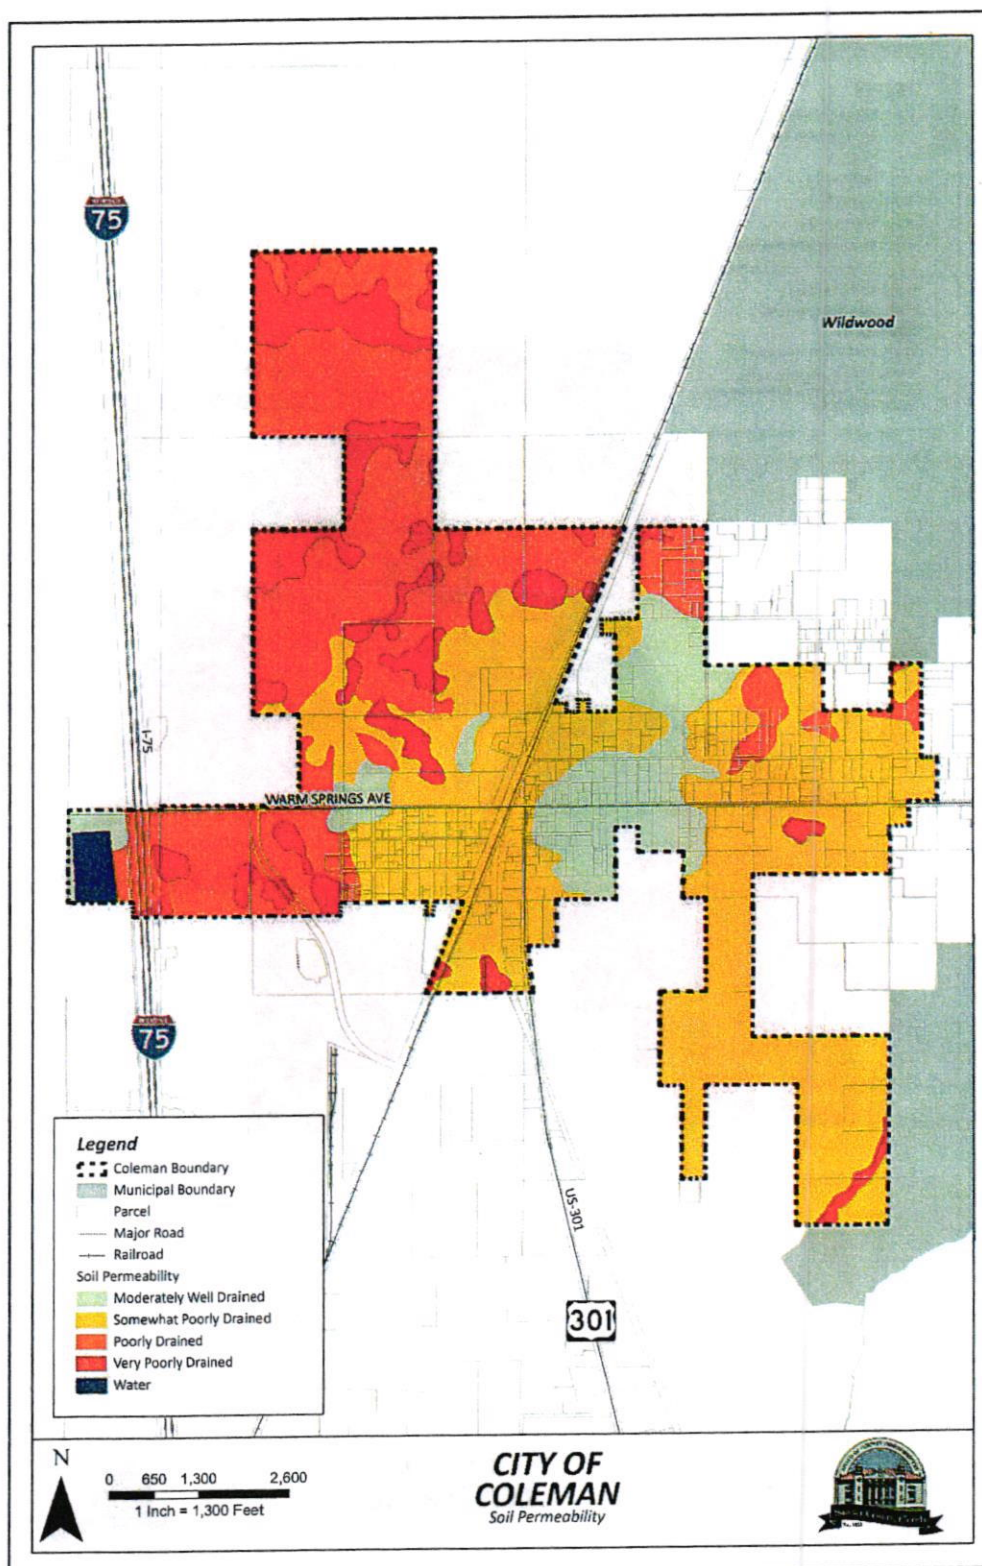 75
Wildwood
I-75
WARM SPRINGS AVE
75
US-301
301
Legend
Coleman Boundary
Municipal Boundary
Parcel
Major Road
Railroad
Soil Permeability
Moderately Well Drained
Somewhat Poorly Drained
Poorly Drained
Very Poorly Drained
Water
N
0 650 1,300 2,600
1 Inch = 1,300 Feet
CITY OF
COLEMAN
Soil Permeability